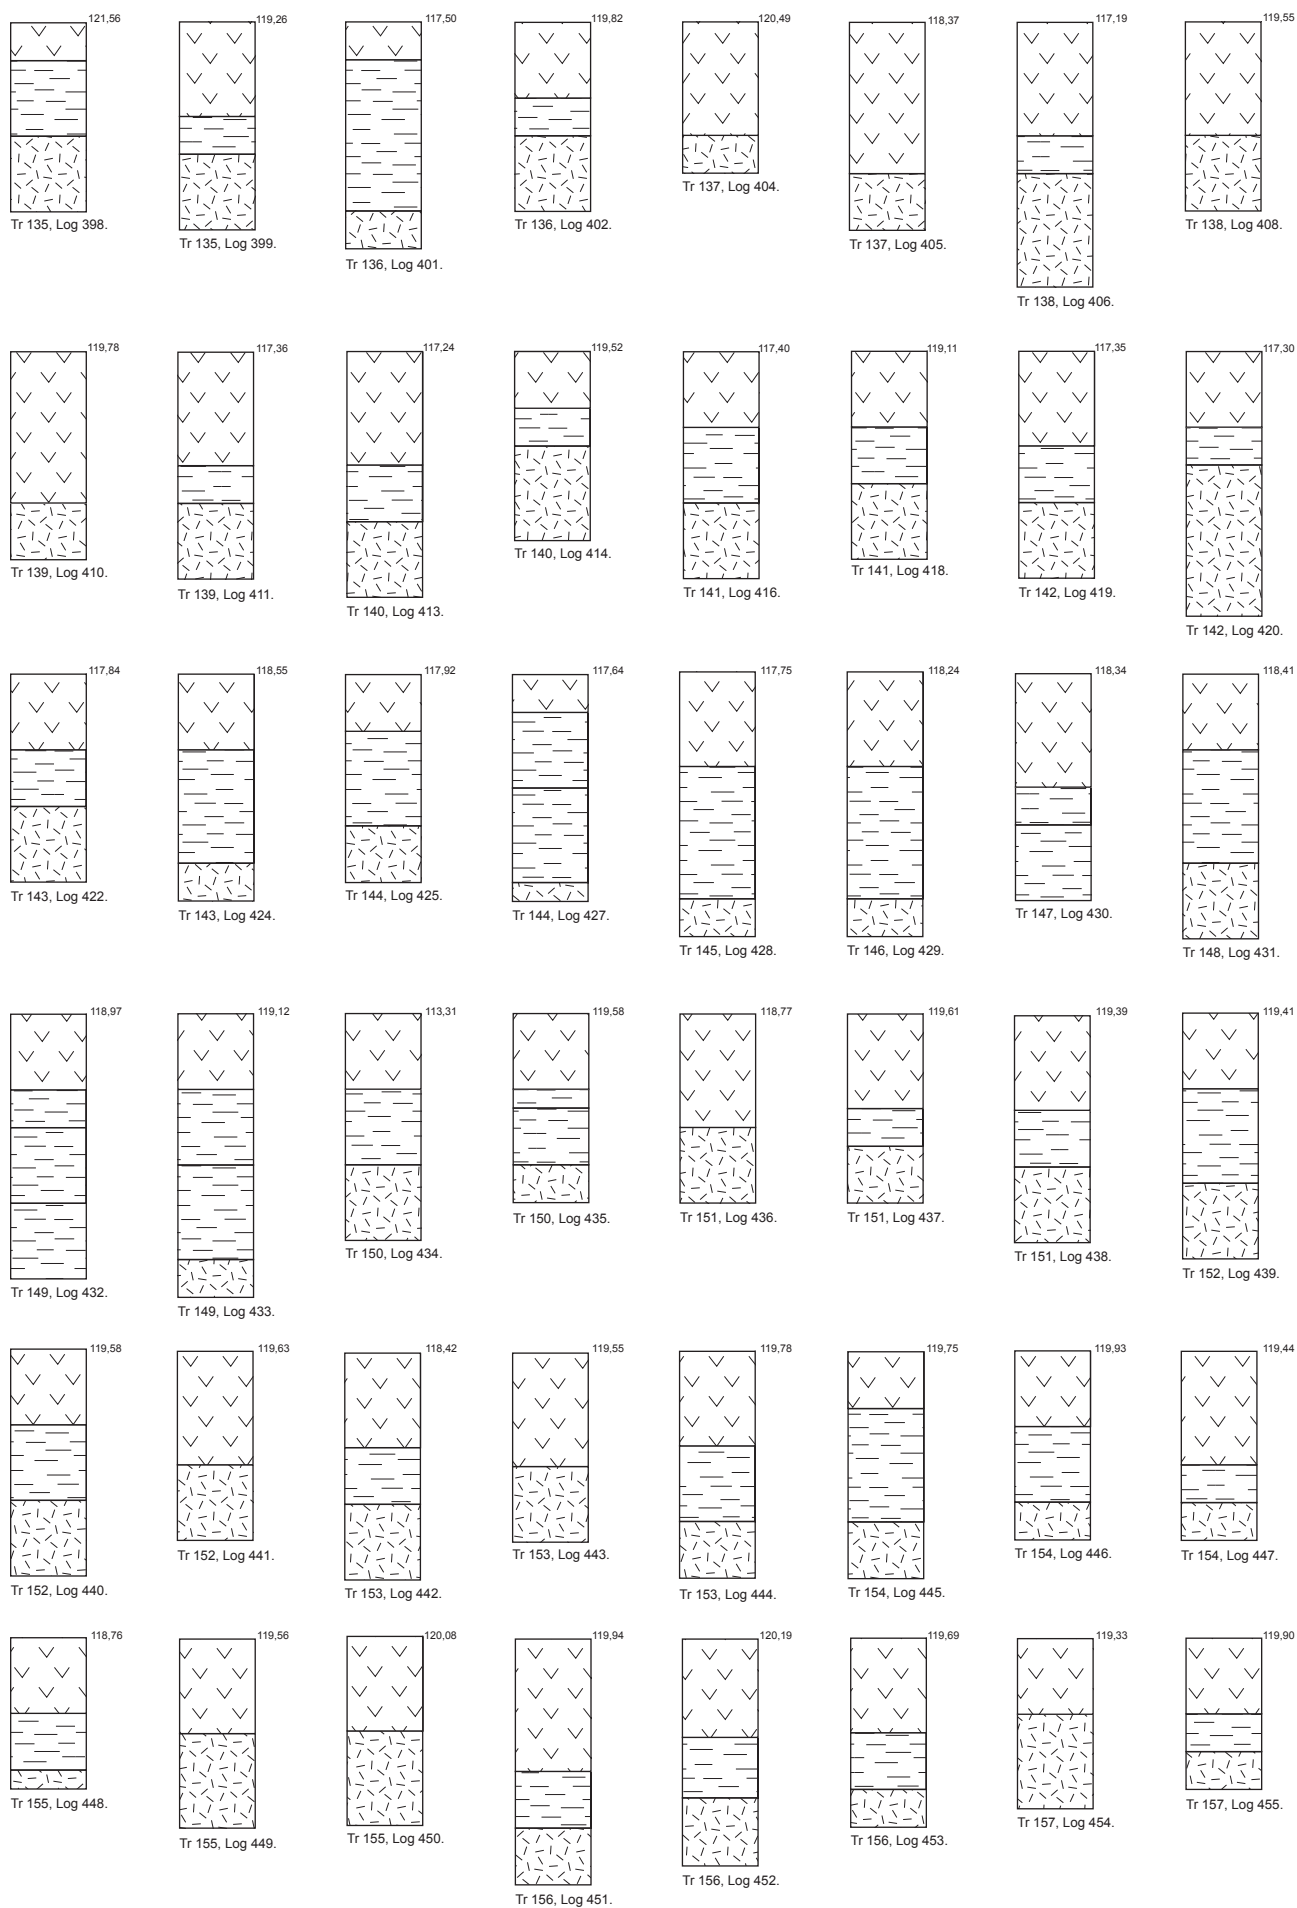 121,56 119,26 117,50 119,82 120,49 118,37 117,19 119,55
Tr 135, Log 398.
Tr 135, Log 399.
Tr 136, Log 401.
Tr 136, Log 402.
Tr 137, Log 404.
Tr 137, Log 405.
Tr 138, Log 406.
Tr 138, Log 408.
119,78 117,36 117,24 119,52 117,40 119,11 117,35 117,30
Tr 139, Log 410.
Tr 139, Log 411.
Tr 140, Log 413.
Tr 140, Log 414.
Tr 141, Log 416.
Tr 141, Log 418.
Tr 142, Log 419.
Tr 142, Log 420.
117,84 118,55 117,92 117,64 117,75 118,24 118,34 118,41
Tr 143, Log 422.
Tr 143, Log 424.
Tr 144, Log 425.
Tr 144, Log 427.
Tr 145, Log 428.
Tr 146, Log 429.
Tr 147, Log 430.
Tr 148, Log 431.
118,97 119,12 113,31 119,58 118,77 119,61 119,39 119,41
Tr 149, Log 432.
Tr 149, Log 433.
Tr 150, Log 434.
Tr 150, Log 435.
Tr 151, Log 436.
Tr 151, Log 437.
Tr 151, Log 438.
Tr 152, Log 439.
119,58 119,63 118,42 119,55 119,78 119,75 119,93 119,44
Tr 152, Log 440.
Tr 152, Log 441.
Tr 153, Log 442.
Tr 153, Log 443.
Tr 153, Log 444.
Tr 154, Log 445.
Tr 154, Log 446.
Tr 154, Log 447.
118,76 119,56 120,08 119,94 120,19 119,69 119,33 119,90
Tr 155, Log 448.
Tr 155, Log 449.
Tr 155, Log 450.
Tr 156, Log 451.
Tr 156, Log 452.
Tr 156, Log 453.
Tr 157, Log 454.
Tr 157, Log 455.